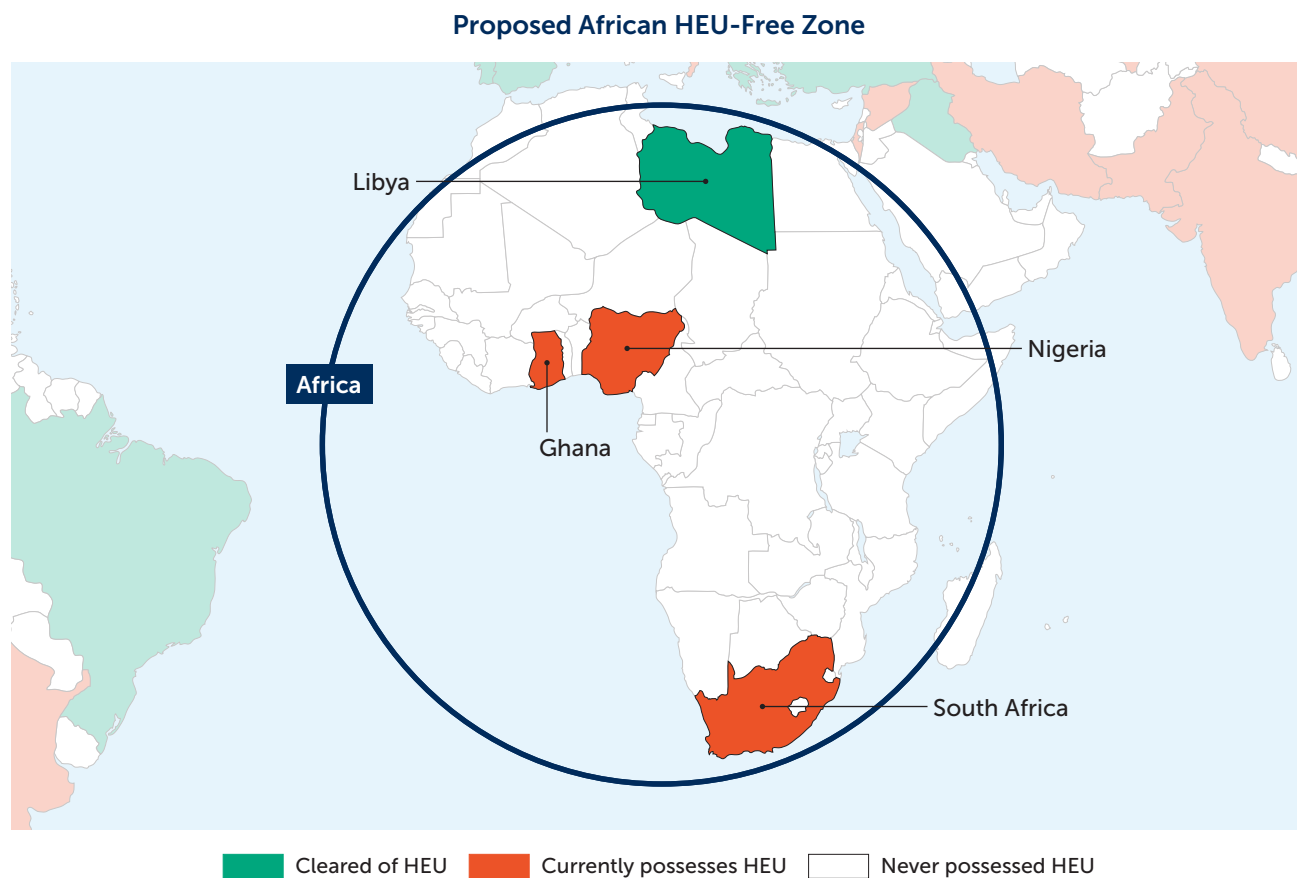 Proposed African HEU-Free Zone
Libya
Nigeria
Africa
Ghana
South Africa
Cleared of HEU
Currently possesses HEU
Never possessed HEU